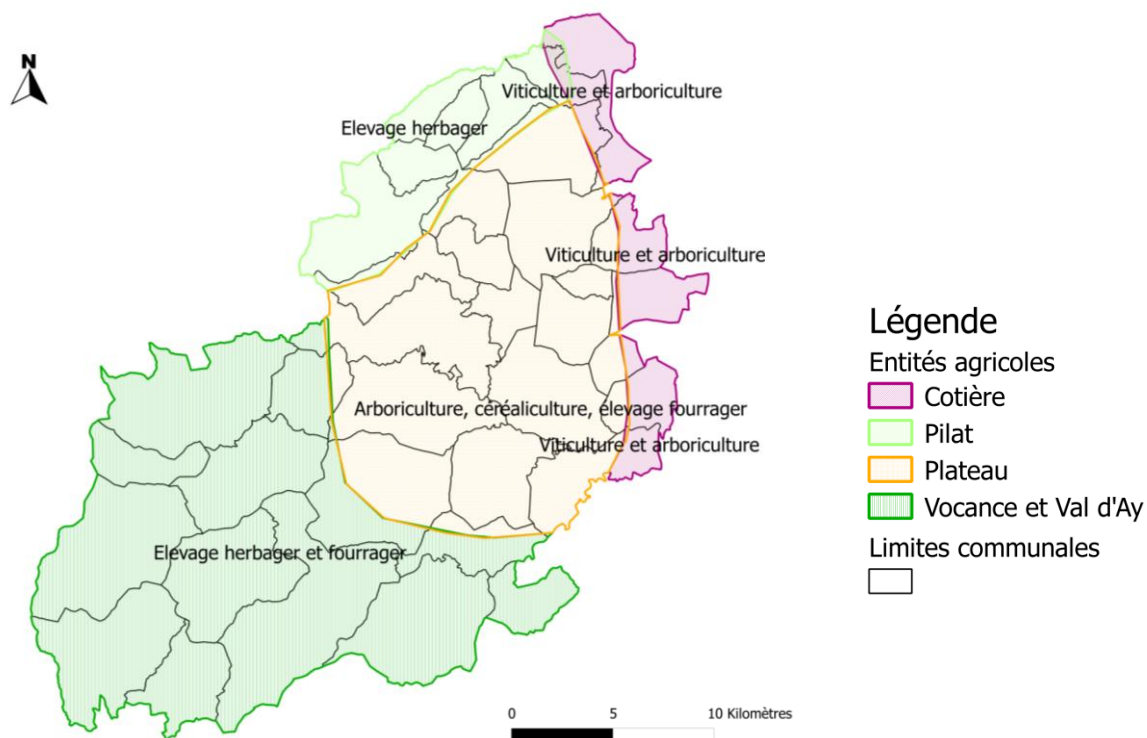 N
Viticulture et arboriculture
Elevage herbager
Viticulture et arboriculture
Arboriculture, céréaliculture, élevage fourrager
Viticulture et arboriculture
Elevage herbager et fourrager
Légende
Entités agricoles
Cotière
Pilat
Plateau
Vocance et Val d'Ay
Limites communales
0 5 10 Kilomètres